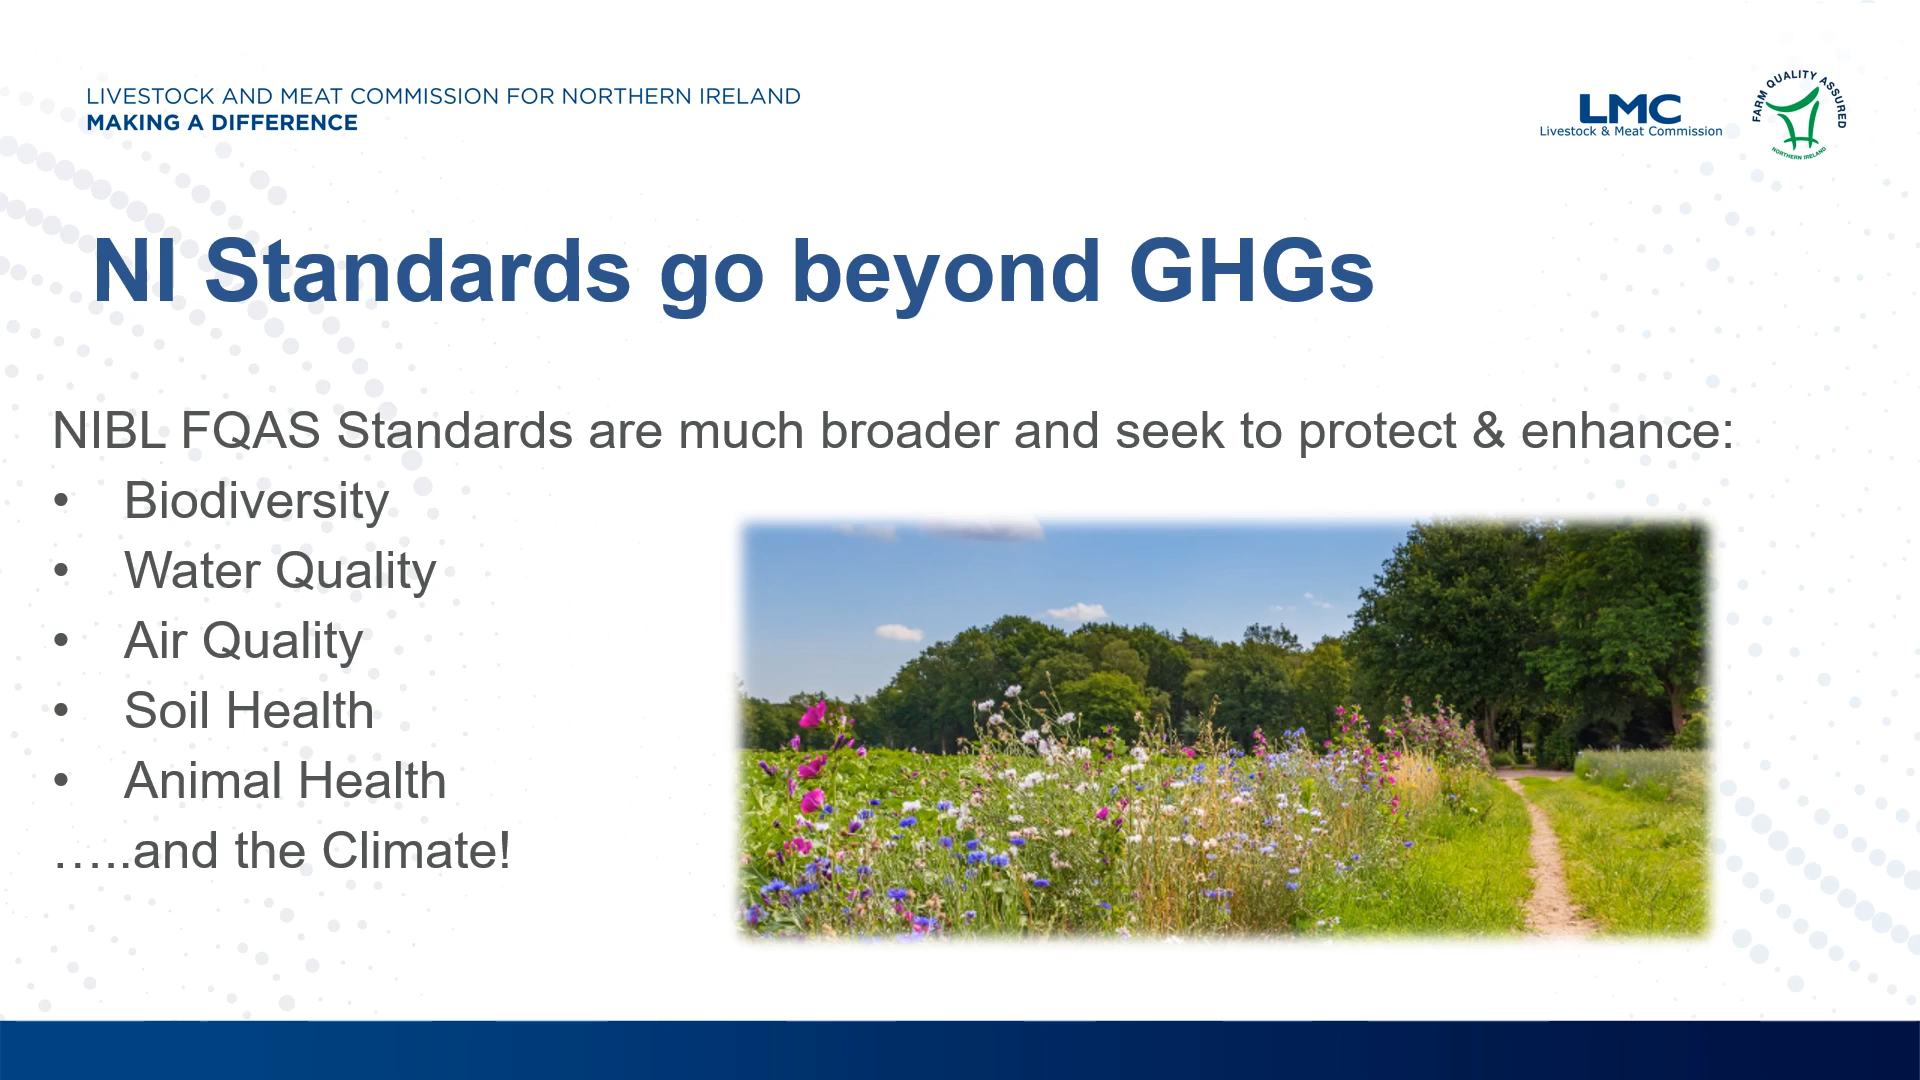 LIVESTOCK AND MEAT COMMISSION FOR NORTHERN IRELAND
MAKING A DIFFERENCE
LMC
Livestock & Meat Commission
FARM QUALITY ASSURED
NORTHERN IRELAND
NI Standards go beyond GHGs
NIBL FQAS Standards are much broader and seek to protect & enhance:
• Biodiversity
• Water Quality
• Air Quality
• Soil Health
• Animal Health
…..and the Climate!